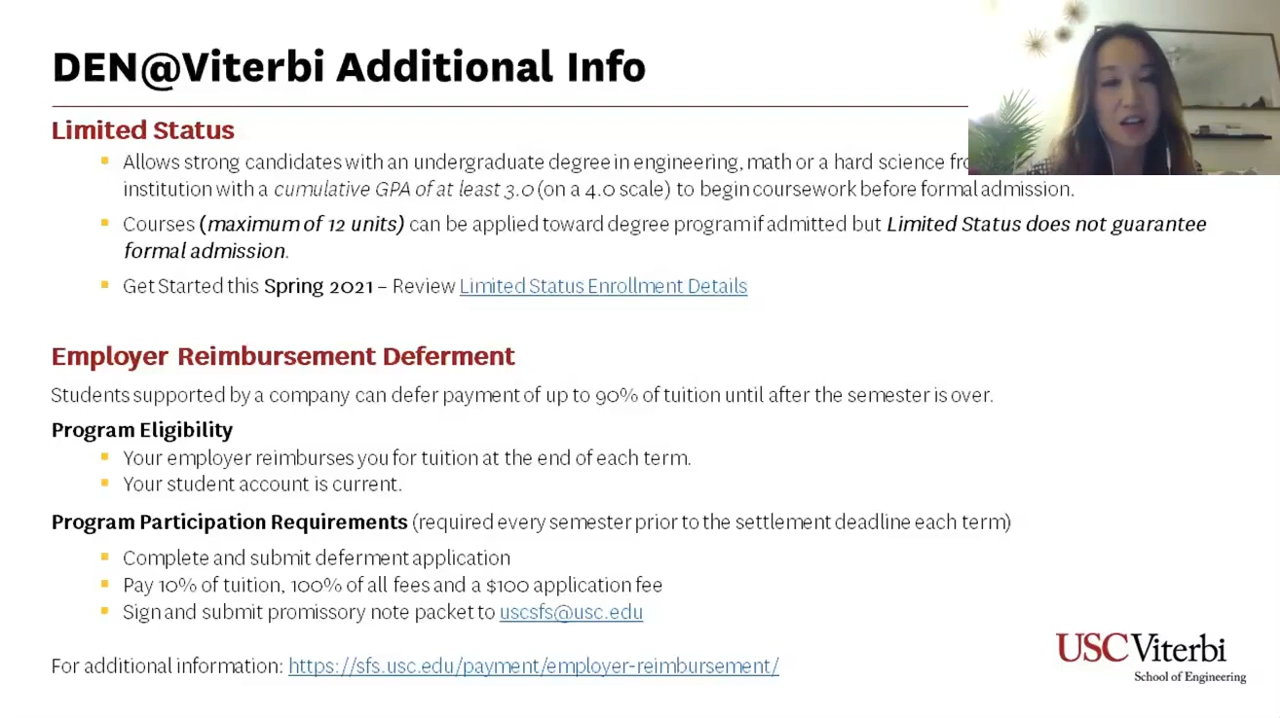 DEN@Viterbi Additional Info
Limited Status
Allows strong candidates with an undergraduate degree in engineering, math or a hard science
institution with a cumulative GPA of at least 3.0 (on a 4.0 scale) to begin coursework before formal admission.
Courses (maximum of 12 units) can be applied toward degree program if admitted but Limited Status does not guarantee
formal admission.
Get Started this Spring 2021 – Review Limited Status Enrollment Details
Employer Reimbursement Deferment
Students supported by a company can defer payment of up to 90% of tuition until after the semester is over.
Program Eligibility
Your employer reimburses you for tuition at the end of each term.
Your student account is current.
Program Participation Requirements (required every semester prior to the settlement deadline each term)
Complete and submit deferment application
Pay 10% of tuition, 100% of all fees and a $100 application fee
Sign and submit promissory note packet to uscsfs@usc.edu
For additional information: https://sfs.usc.edu/payment/employer-reimbursement/
USC Viterbi
School of Engineering